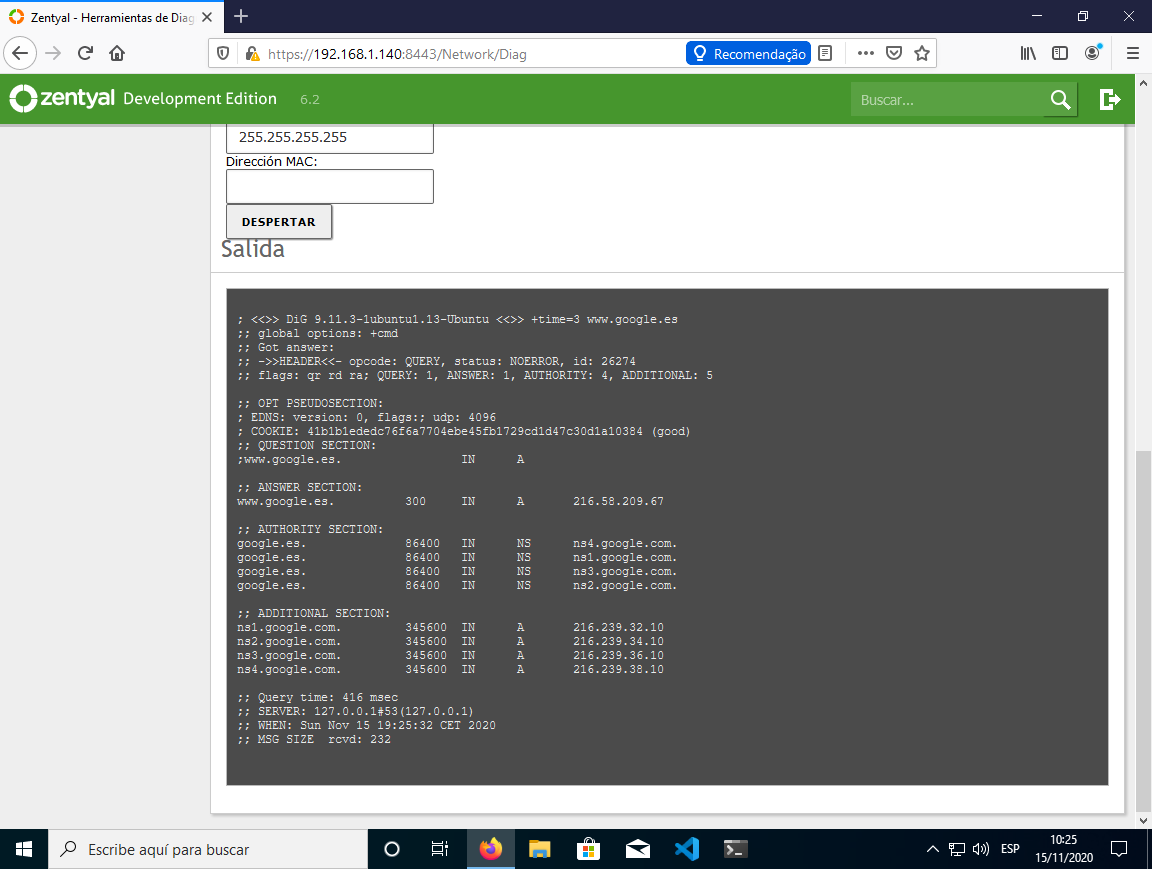 Zentyal - Herramientas de Diag
https://192.168.1.140:8443/Network/Diag
Recomendação
zentyal Development Edition 6.2
Buscar...
255.255.255.255
Dirección MAC:
DESPERTAR
Salida
; <<>> DiG 9.11.3-1ubuntu1.13-Ubuntu <<>> +time=3 www.google.es
;; global options: +cmd
;; Got answer:
;; ->>HEADER<<- opcode: QUERY, status: NOERROR, id: 26274
;; flags: qr rd ra; QUERY: 1, ANSWER: 1, AUTHORITY: 4, ADDITIONAL: 5
;; OPT PSEUDOSECTION:
; EDNS: version: 0, flags:; udp: 4096
; COOKIE: 41b1b1ededc76f6a7704ebe45fb1729cd1d47c30d1a10384 (good)
;; QUESTION SECTION:
;www.google.es. IN A
;; ANSWER SECTION:
www.google.es. 300 IN A 216.58.209.67
;; AUTHORITY SECTION:
google.es. 86400 IN NS ns4.google.com.
google.es. 86400 IN NS ns1.google.com.
google.es. 86400 IN NS ns3.google.com.
google.es. 86400 IN NS ns2.google.com.
;; ADDITIONAL SECTION:
ns1.google.com. 345600 IN A 216.239.32.10
ns2.google.com. 345600 IN A 216.239.34.10
ns3.google.com. 345600 IN A 216.239.36.10
ns4.google.com. 345600 IN A 216.239.38.10
;; Query time: 416 msec
;; SERVER: 127.0.0.1#53(127.0.0.1)
;; WHEN: Sun Nov 15 19:25:32 CET 2020
;; MSG SIZE rcvd: 232
Escribe aquí para buscar
ESP
10:25
15/11/2020